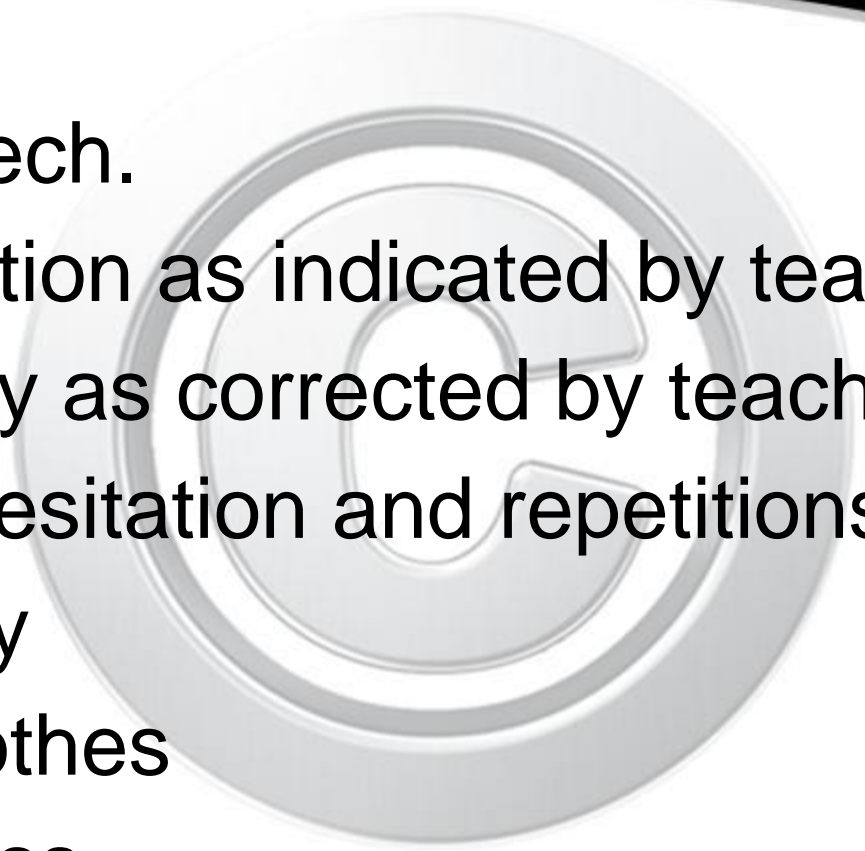 ech.
tion as indicated by tea
y as corrected by teach
esitation and repetitions
y
othes